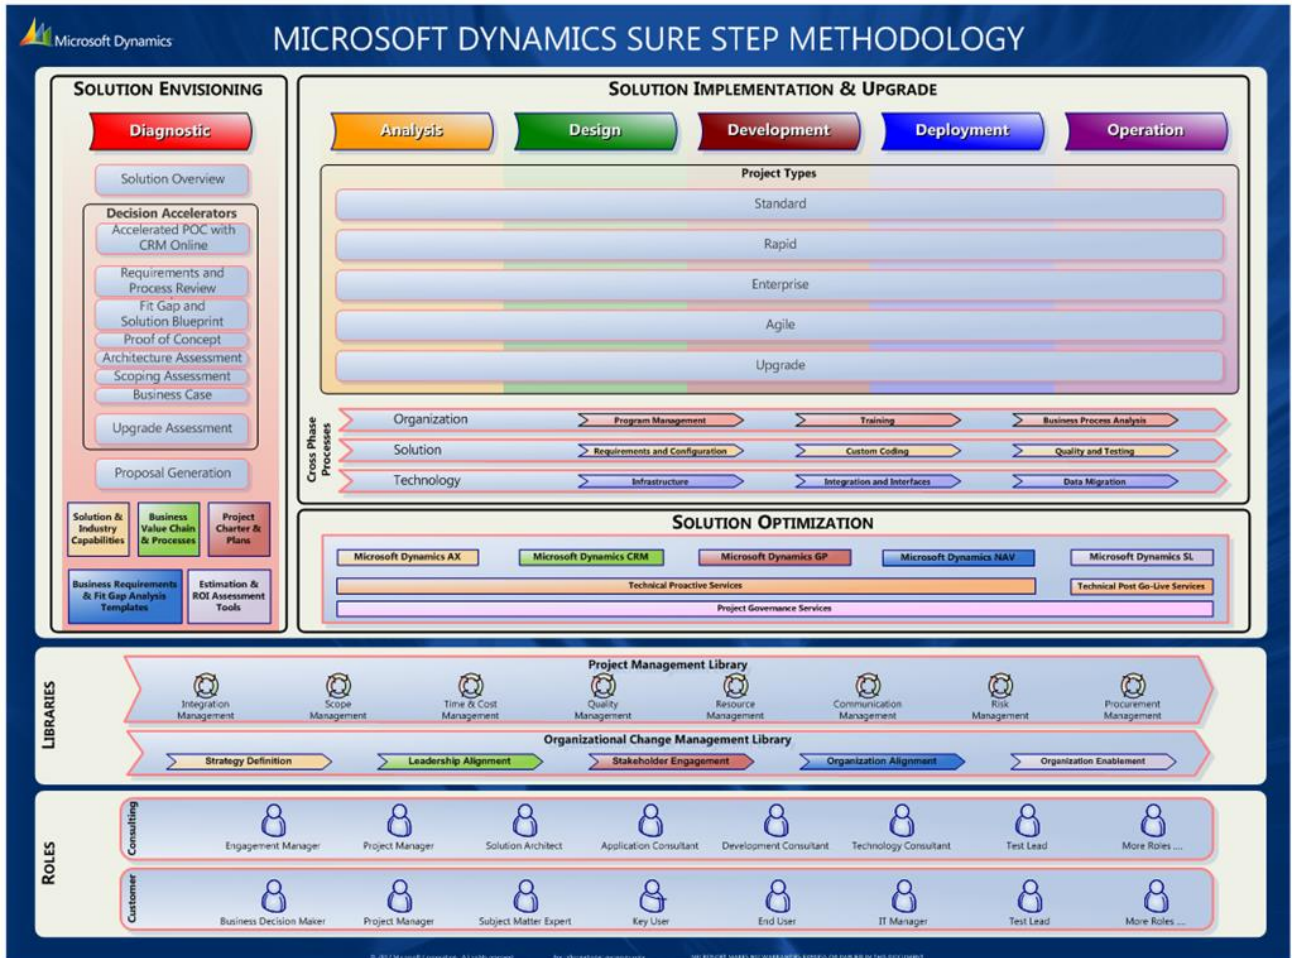 Microsoft Dynamics
MICROSOFT DYNAMICS SURE STEP METHODOLOGY
SOLUTION ENVISIONING
Diagnostic
Solution Overview
Decision Accelerators
Accelerated POC with
CRM Online
Requirements and
Process Review
Fit Gap and
Solution Blueprint
Proof of Concept
Architecture Assessment
Scoping Assessment
Business Case
Upgrade Assessment
Proposal Generation
Solution &
Industry
Capabilities
Business
Value Chain
& Processes
Project
Charter &
Plans
Business Requirements
& Fit Gap Analysis
Templates
Estimation &
ROI Assessment
Tools
SOLUTION IMPLEMENTATION & UPGRADE
Analysis
Design
Development
Deployment
Operation
Project Types
Standard
Rapid
Enterprise
Agile
Upgrade
Cross Phase
Processes
Organization
Program Management
Training
Business Process Analysis
Solution
Requirements and Configuration
Custom Coding
Quality and Testing
Technology
Infrastructure
Integration and Interfaces
Data Migration
SOLUTION OPTIMIZATION
Microsoft Dynamics AX
Microsoft Dynamics CRM
Microsoft Dynamics GP
Microsoft Dynamics NAV
Microsoft Dynamics SL
Technical Proactive Services
Technical Post Go-Live Services
Project Governance Services
LIBRARIES
Project Management Library
Integration
Management
Scope
Management
Time & Cost
Management
Quality
Management
Resource
Management
Communication
Management
Risk
Management
Procurement
Management
Organizational Change Management Library
Strategy Definition
Leadership Alignment
Stakeholder Engagement
Organization Alignment
Organization Enablement
ROLES
Consulting
Engagement Manager
Project Manager
Solution Architect
Application Consultant
Development Consultant
Technology Consultant
Test Lead
More Roles ....
Customer
Business Decision Maker
Project Manager
Subject Matter Expert
Key User
End User
IT Manager
Test Lead
More Roles ....